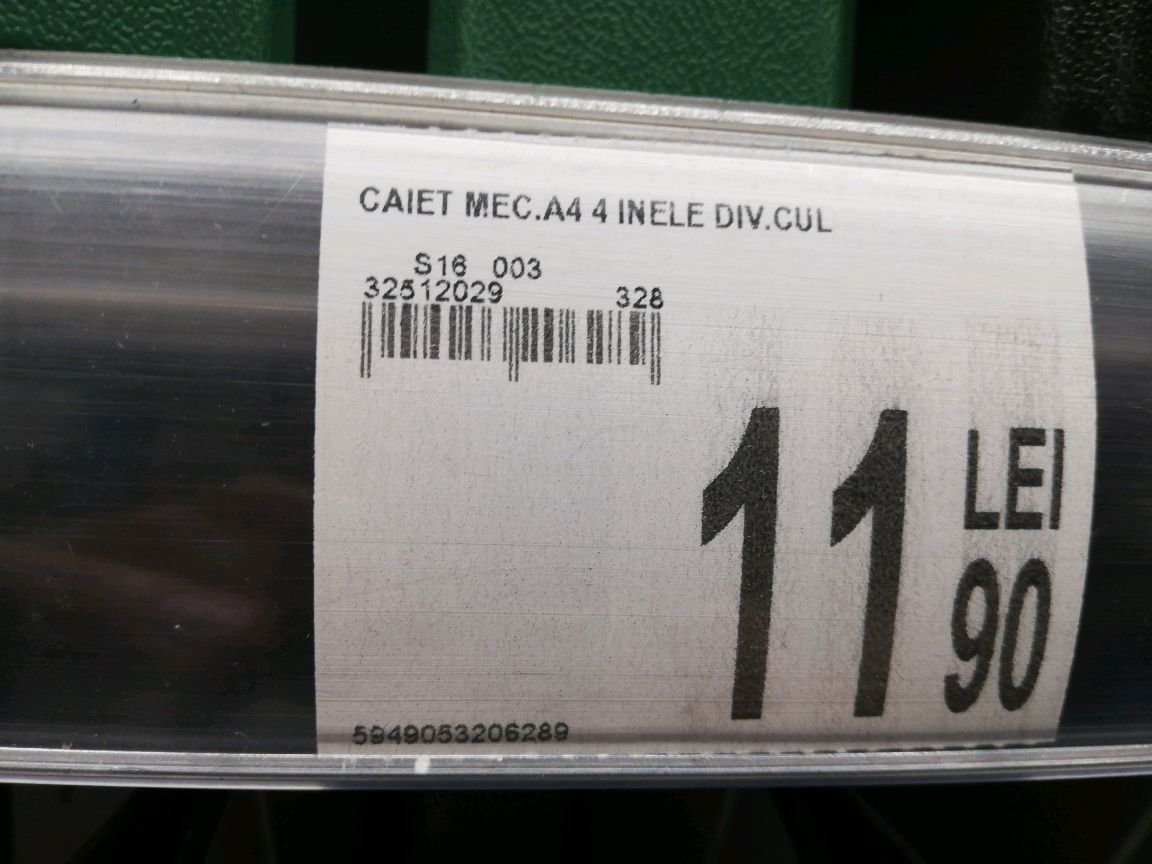 CAIET MEC.A4 4 INELE DIV.CUL
S16 003
32512029 328
11 LEI
90
5949053206289